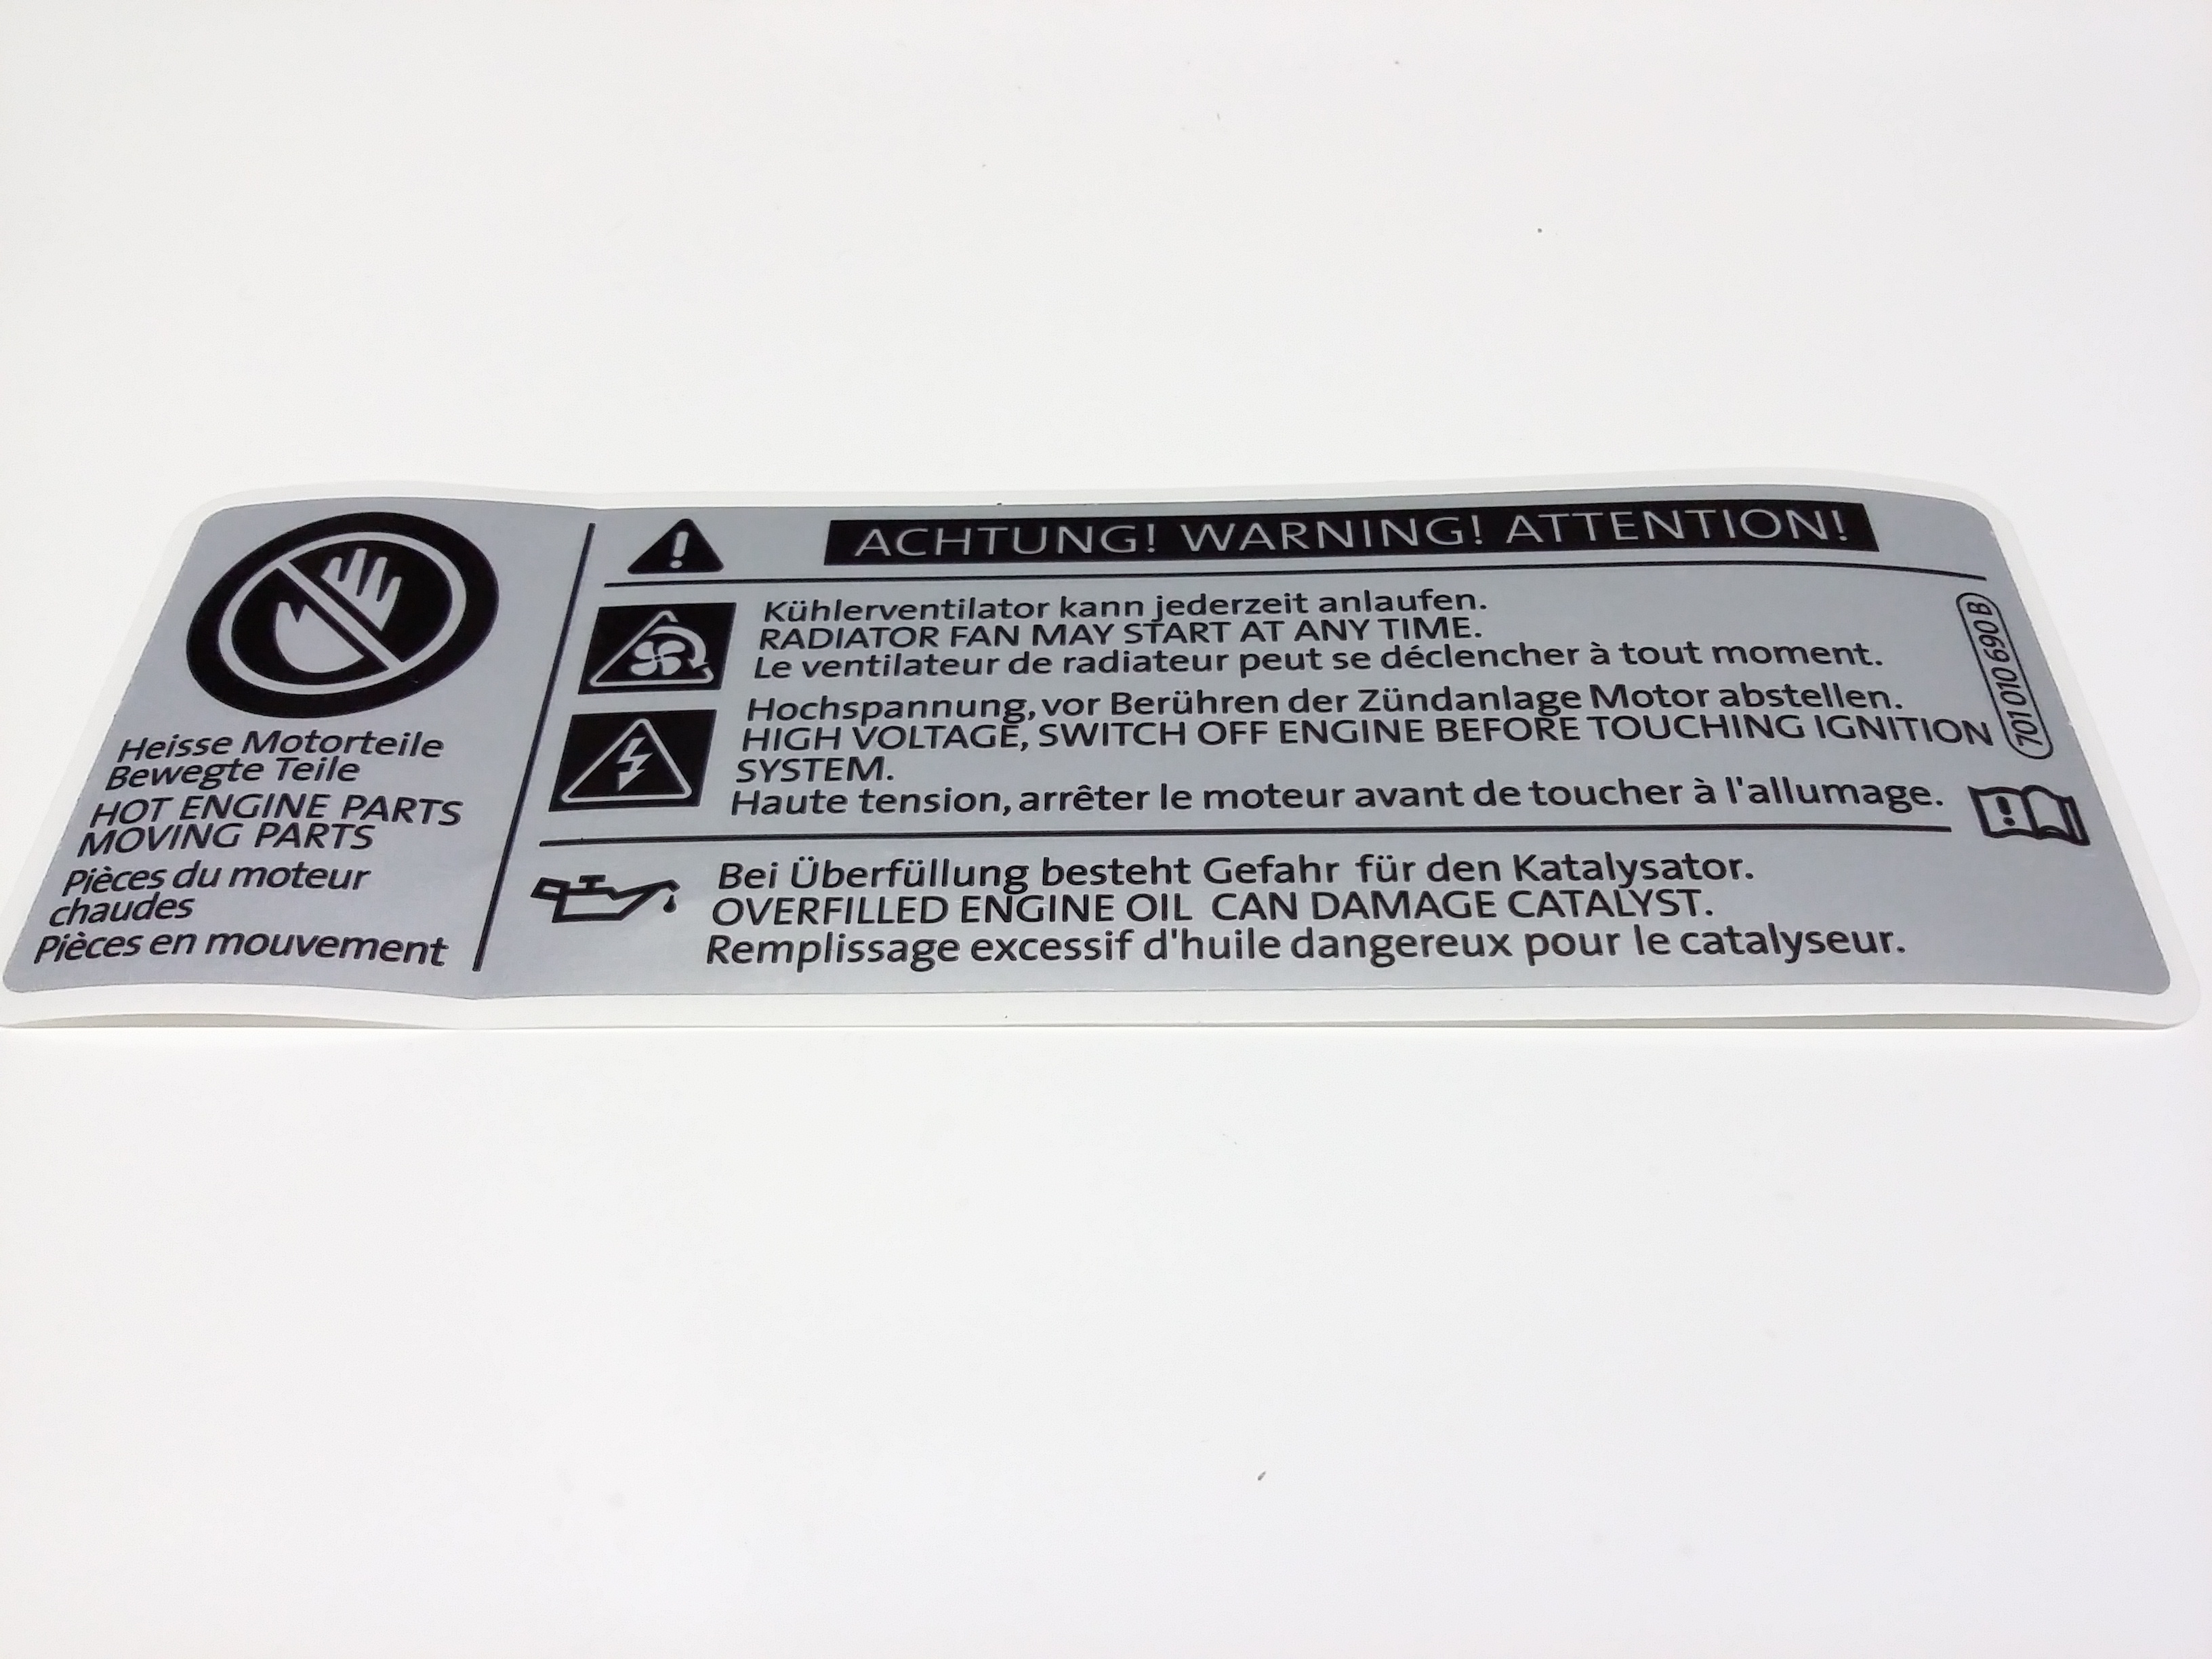 Heisse Motorteile
Bewegte Teile
HOT ENGINE PARTS
MOVING PARTS
Pièces du moteur
chaudes
Pièces en mouvement
ACHTUNG! WARNING! ATTENTION!
Kühlerventilator kann jederzeit anlaufen.
RADIATOR FAN MAY START AT ANY TIME.
Le ventilateur de radiateur peut se déclencher à tout moment.
Hochspannung, vor Berühren der Zündanlage Motor abstellen.
HIGH VOLTAGE, SWITCH OFF ENGINE BEFORE TOUCHING IGNITION
SYSTEM.
Haute tension, arrêter le moteur avant de toucher à l'allumage.
Bei Überfüllung besteht Gefahr für den Katalysator.
OVERFILLED ENGINE OIL CAN DAMAGE CATALYST.
Remplissage excessif d'huile dangereux pour le catalyseur.
701 010 690 B